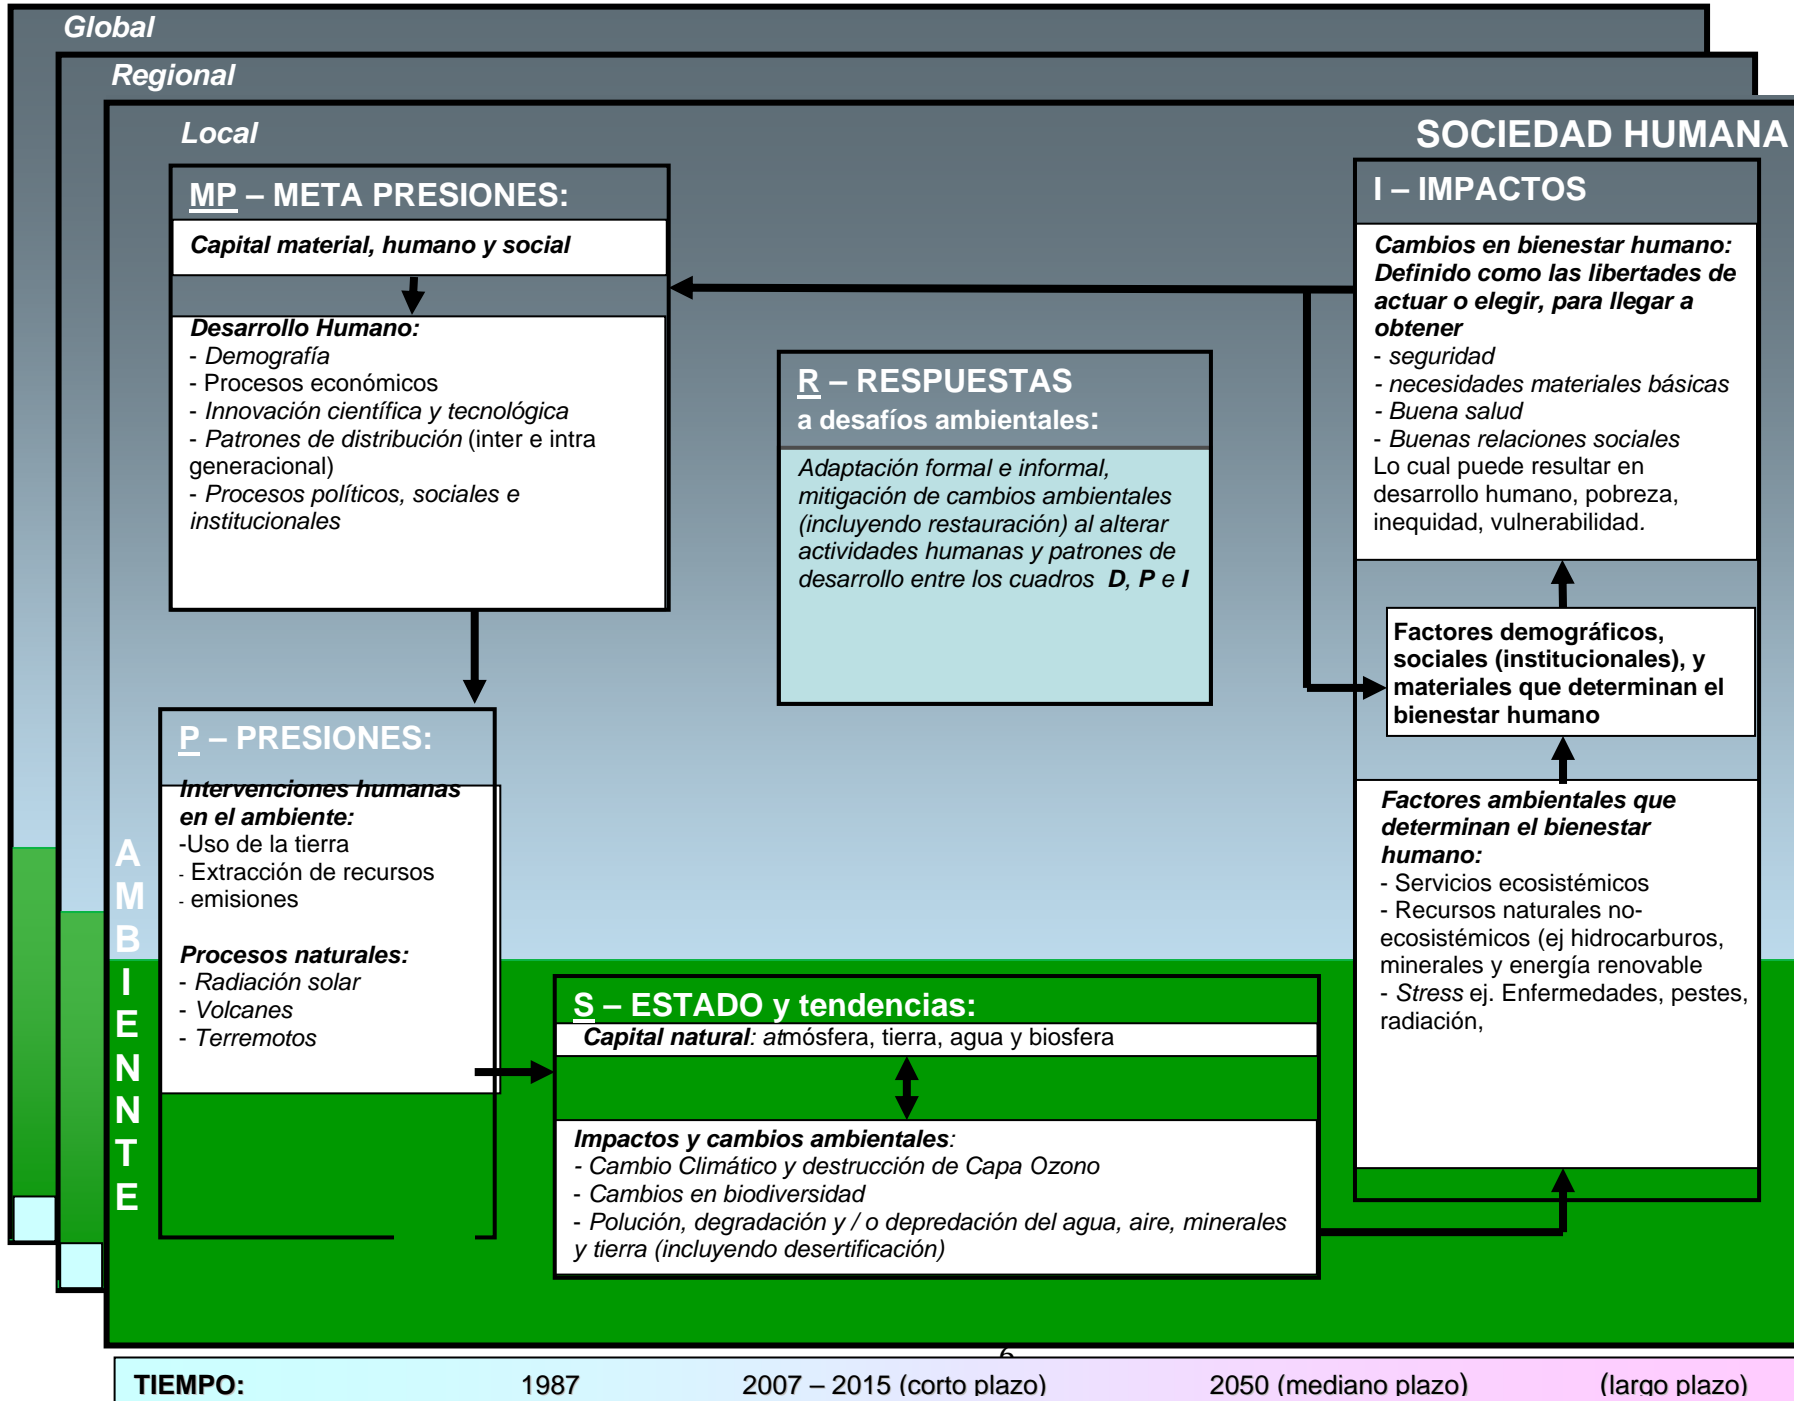 Global
Regional
Local
SOCIEDAD HUMANA
MP – META PRESIONES:
Capital material, humano y social
Desarrollo Humano:
- Demografía
- Procesos económicos
- Innovación científica y tecnológica
- Patrones de distribución (inter e intra
generacional)
- Procesos políticos, sociales e
institucionales
R – RESPUESTAS
a desafíos ambientales:
Adaptación formal e informal,
mitigación de cambios ambientales
(incluyendo restauración) al alterar
actividades humanas y patrones de
desarrollo entre los cuadros D, P e I
I – IMPACTOS
Cambios en bienestar humano:
Definido como las libertades de
actuar o elegir, para llegar a
obtener
- seguridad
- necesidades materiales básicas
- Buena salud
- Buenas relaciones sociales
Lo cual puede resultar en
desarrollo humano, pobreza,
inequidad, vulnerabilidad.
Factores demográficos,
sociales (institucionales), y
materiales que determinan el
bienestar humano
Factores ambientales que
determinan el bienestar
humano:
- Servicios ecosistémicos
- Recursos naturales no-
ecosistémicos (ej hidrocarburos,
minerales y energía renovable
- Stress ej. Enfermedades, pestes,
radiación,
P – PRESIONES:
Intervenciones humanas
en el ambiente:
-Uso de la tierra
- Extracción de recursos
- emisiones
Procesos naturales:
- Radiación solar
- Volcanes
- Terremotos
A
M
B
I
E
N
N
T
E
S – ESTADO y tendencias:
Capital natural: atmósfera, tierra, agua y biosfera
Impactos y cambios ambientales:
- Cambio Climático y destrucción de Capa Ozono
- Cambios en biodiversidad
- Polución, degradación y / o depredación del agua, aire, minerales
y tierra (incluyendo desertificación)
TIEMPO: 1987 2007 – 2015 (corto plazo) 2050 (mediano plazo) (largo plazo)